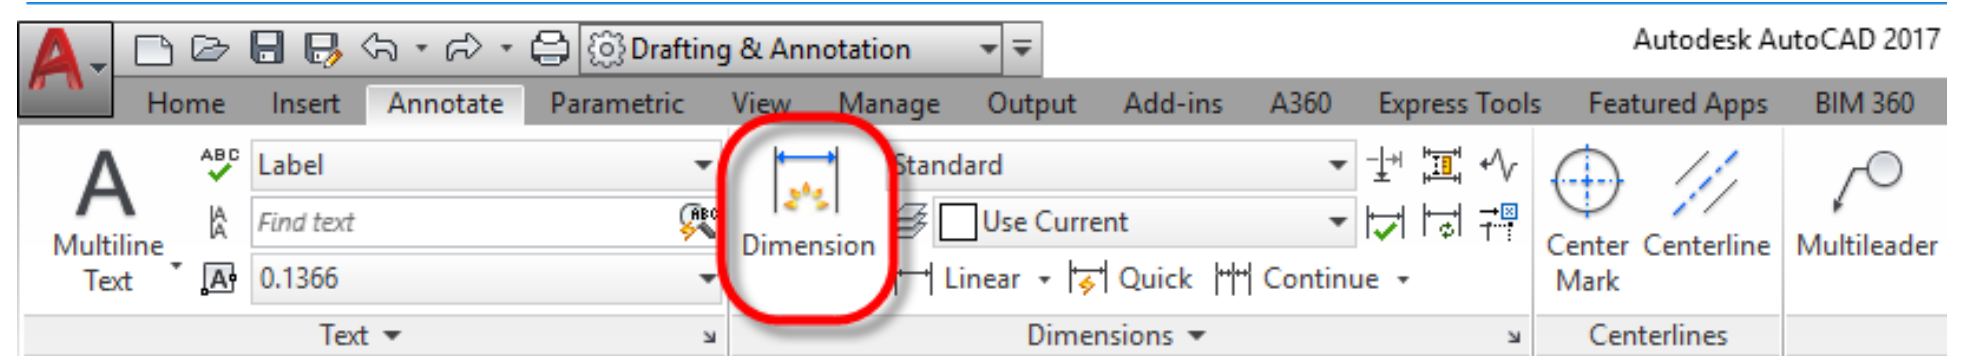 Drafting & Annotation
Autodesk AutoCAD 2017
Home Insert Annotate Parametric View Manage Output Add-ins A360 Express Tools Featured Apps BIM 360
A ABC Label Standard
Find text ABC Use Current
Multiline Text
A 0.1366
Dimension
Linear Quick Continue
Center Mark
Centerline
Multileader
Text Dimensions Centerlines